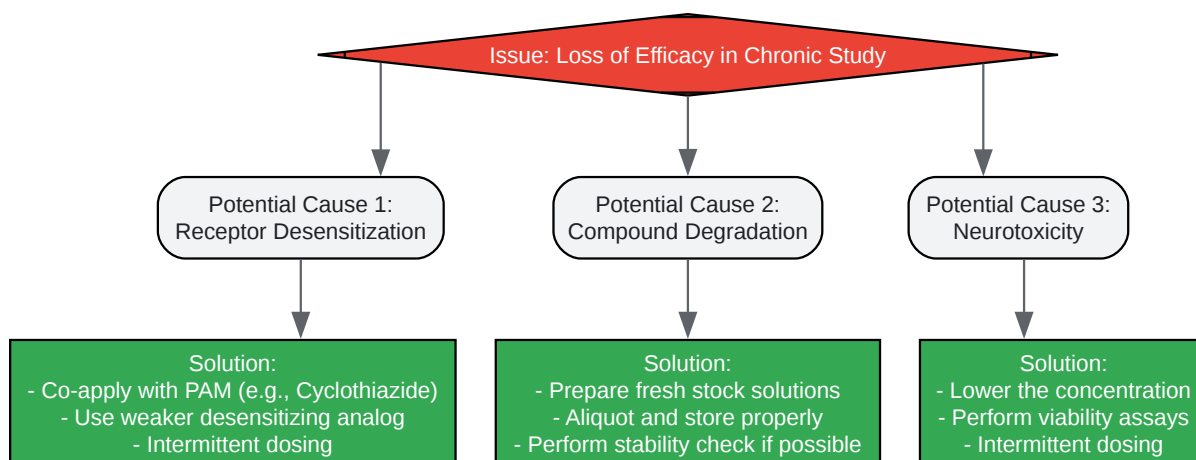 Issue: Loss of Efficacy in Chronic Study
Potential Cause 1:
Receptor Desensitization
Potential Cause 2:
Compound Degradation
Potential Cause 3:
Neurotoxicity
Solution:
- Co-apply with PAM (e.g., Cyclothiazide)
- Use weaker desensitizing analog
- Intermittent dosing
Solution:
- Prepare fresh stock solutions
- Aliquot and store properly
- Perform stability check if possible
Solution:
- Lower the concentration
- Perform viability assays
- Intermittent dosing